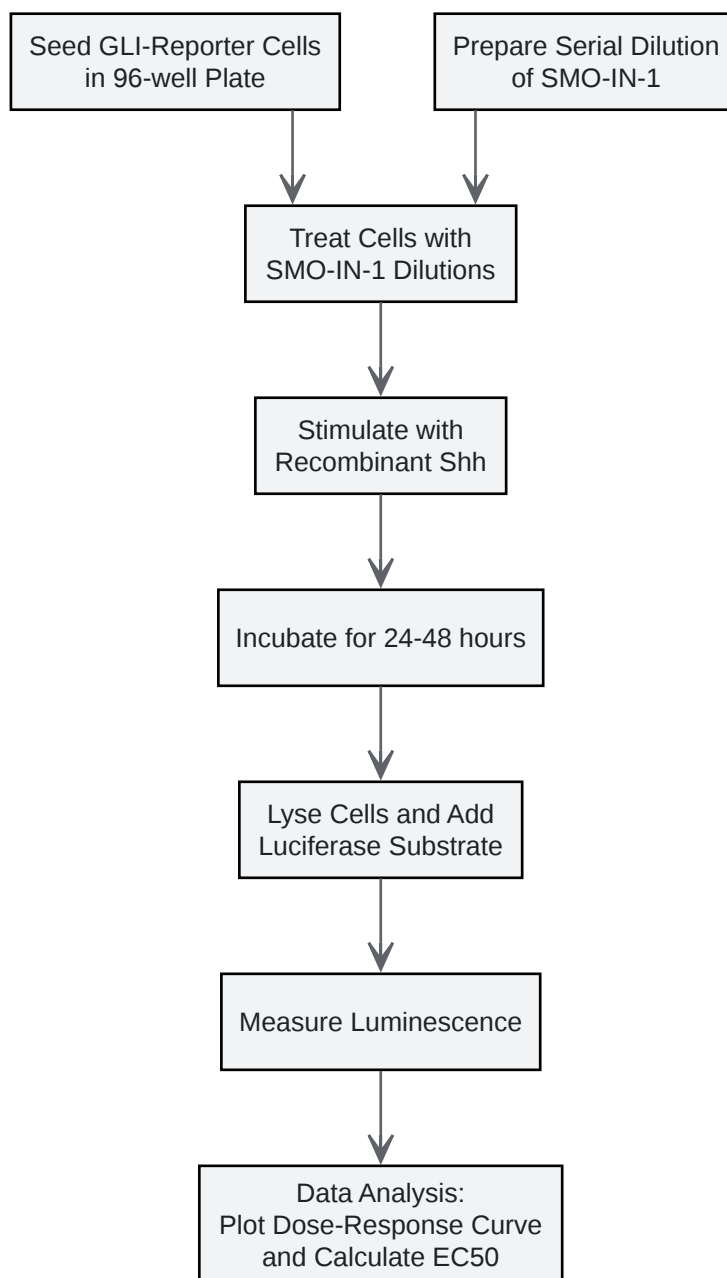 Seed GLI-Reporter Cells
in 96-well Plate
Prepare Serial Dilution
of SMO-IN-1
Treat Cells with
SMO-IN-1 Dilutions
Stimulate with
Recombinant Shh
Incubate for 24-48 hours
Lyse Cells and Add
Luciferase Substrate
Measure Luminescence
Data Analysis:
Plot Dose-Response Curve
and Calculate EC50